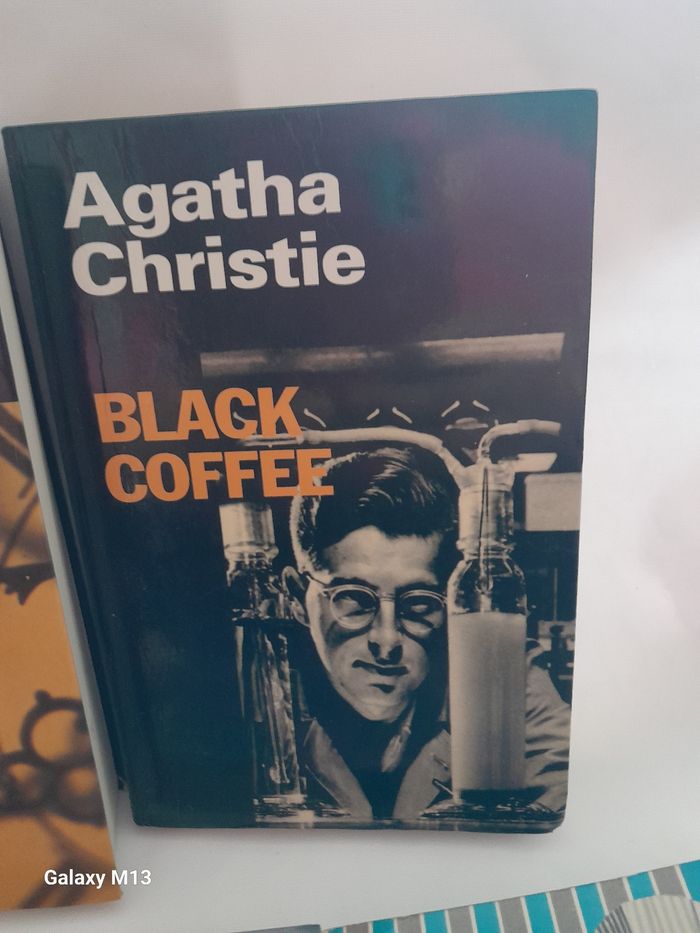 Agatha
Christie
BLACK
COFFEE
Galaxy M13